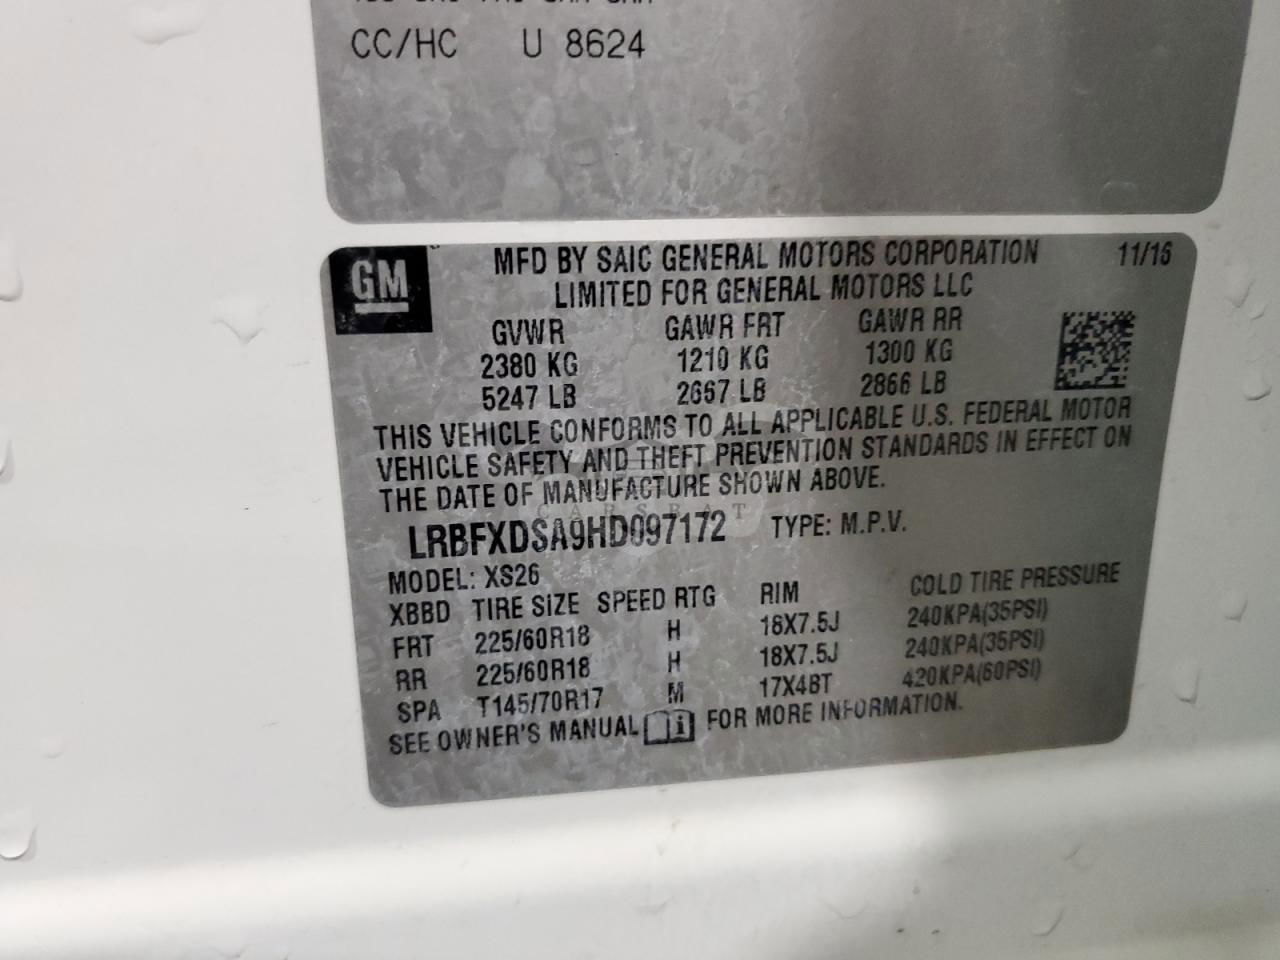 CC/HC U 8624
GM
MFD BY SAIC GENERAL MOTORS CORPORATION 11/16
LIMITED FOR GENERAL MOTORS LLC
GVWR GAWR FRT GAWR RR
2380 KG 1210 KG 1300 KG
5247 LB 2667 LB 2866 LB
THIS VEHICLE CONFORMS TO ALL APPLICABLE U.S. FEDERAL MOTOR
VEHICLE SAFETY AND THEFT PREVENTION STANDARDS IN EFFECT ON
THE DATE OF MANUFACTURE SHOWN ABOVE.
CARSBAT
LRBFXDSA9HD097172 TYPE: M.P.V.
MODEL: XS26
XBBD TIRE SIZE SPEED RTG RIM COLD TIRE PRESSURE
FRT 225/60R18 H 18X7.5J 240KPA(35PSI)
RR 225/60R18 H 18X7.5J 240KPA(35PSI)
SPA T145/70R17 M 17X4BT 420KPA(60PSI)
SEE OWNER'S MANUAL i FOR MORE INFORMATION.